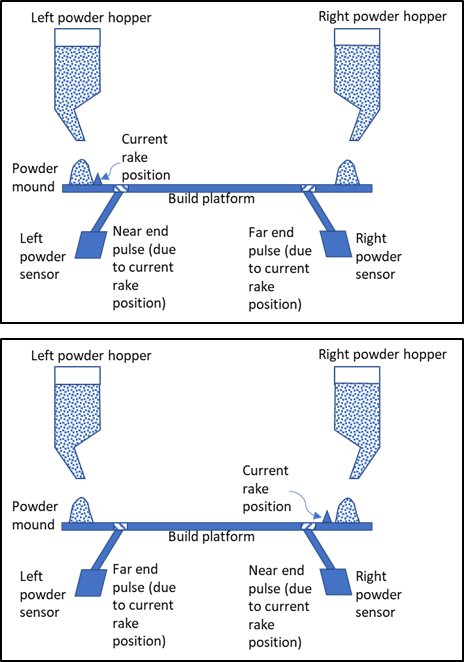 Left powder hopper
Right powder hopper
Current
rake
position
Powder
mound
Build platform
Left
powder
sensor
Near end
pulse (due
to current
rake
position)
Far end
pulse (due
to current
rake
position)
Right
powder
sensor
Left powder hopper
Right powder hopper
Current
rake
position
Powder
mound
Build platform
Left
powder
sensor
Far end
pulse (due
to current
rake
position)
Near end
pulse (due
to current
rake
position)
Right
powder
sensor